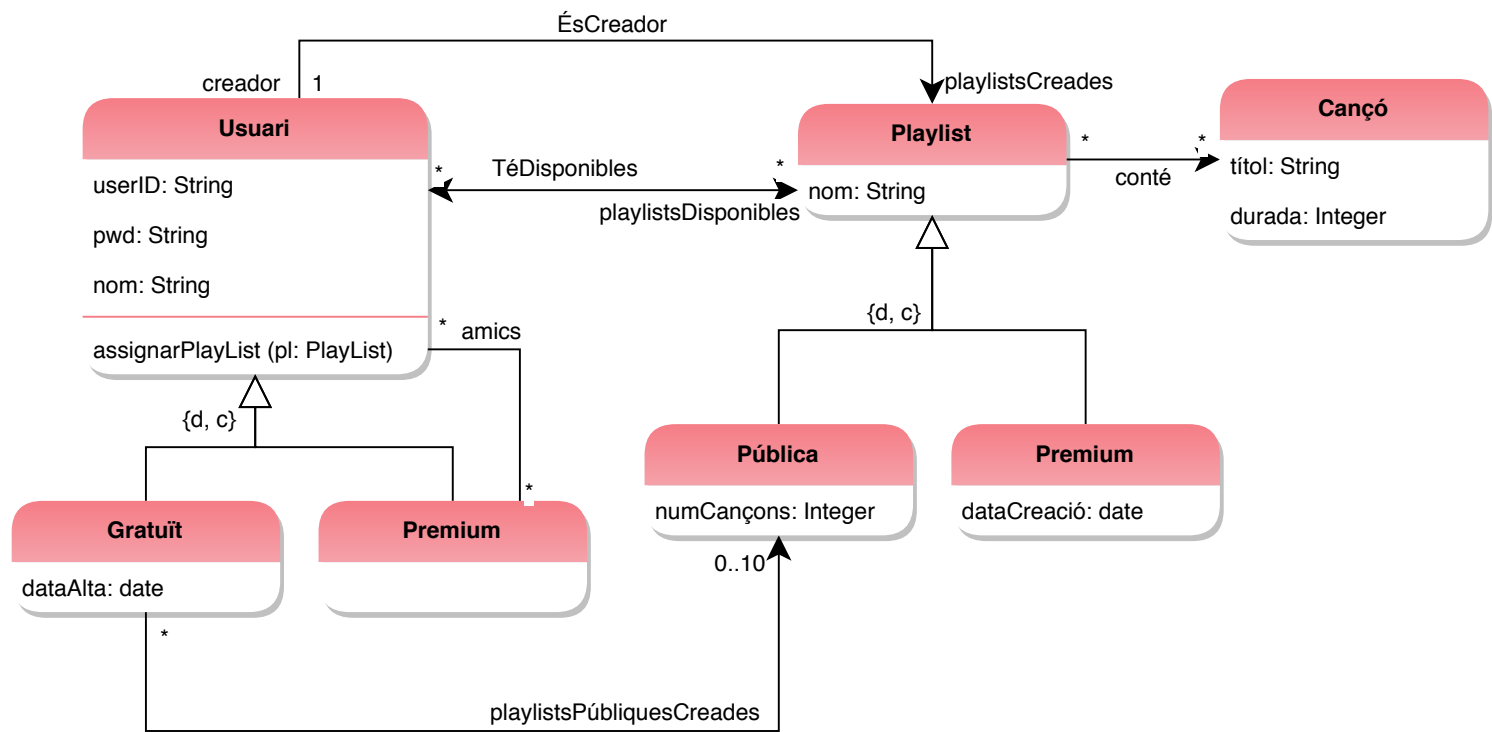 ÉsCreador
creador
1
playlistsCreades
Usuari
userID: String
pwd: String
nom: String
assignarPlayList (pl: PlayList)
*
TéDisponibles
*
playlistsDisponibles
Playlist
nom: String
*
*
conté
Cançó
títol: String
durada: Integer
*
amics
*
{d, c}
{d, c}
Gratuït
dataAlta: date
Premium
Pública
numCançons: Integer
Premium
dataCreació: date
0..10
*
playlistsPúbliquesCreades